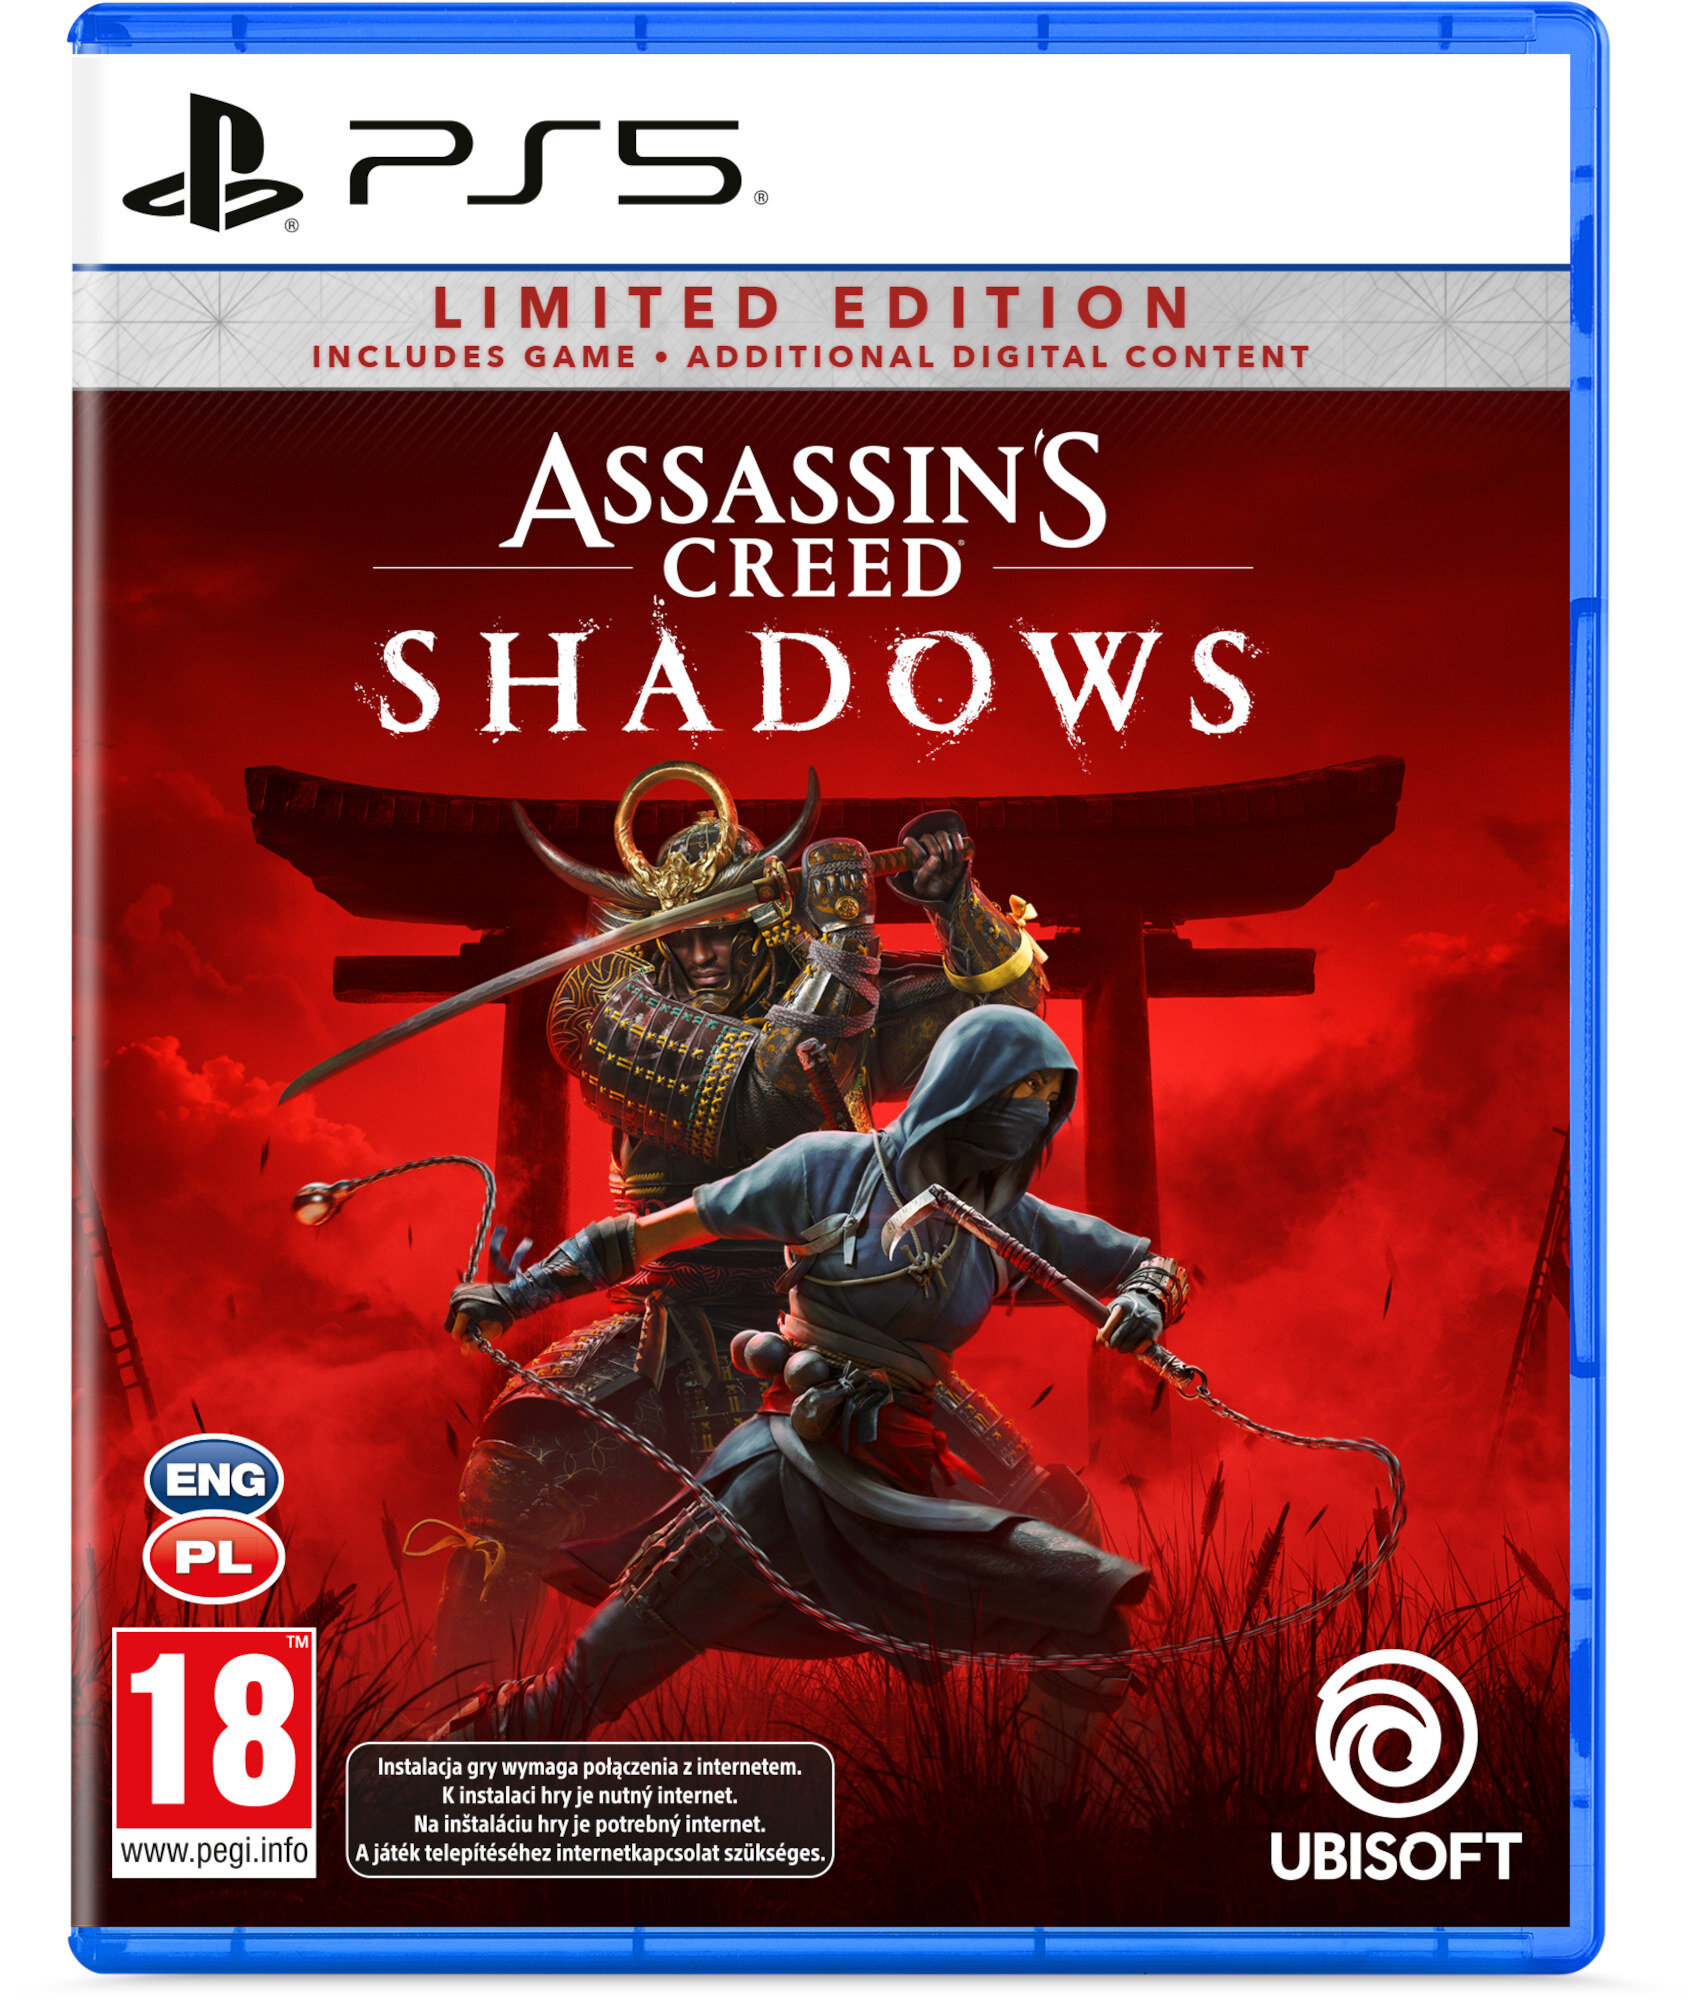 PS5®
LIMITED EDITION
INCLUDES GAME • ADDITIONAL DIGITAL CONTENT
ASSASSIN'S
CREED®
SHADOWS
ENG
PL
18™
www.pegi.info
Instalacja gry wymaga połączenia z internetem.
K instalaci hry je nutný internet.
Na inštaláciu hry je potrebný internet.
A játék telepítéséhez internetkapcsolat szükséges.
UBISOFT